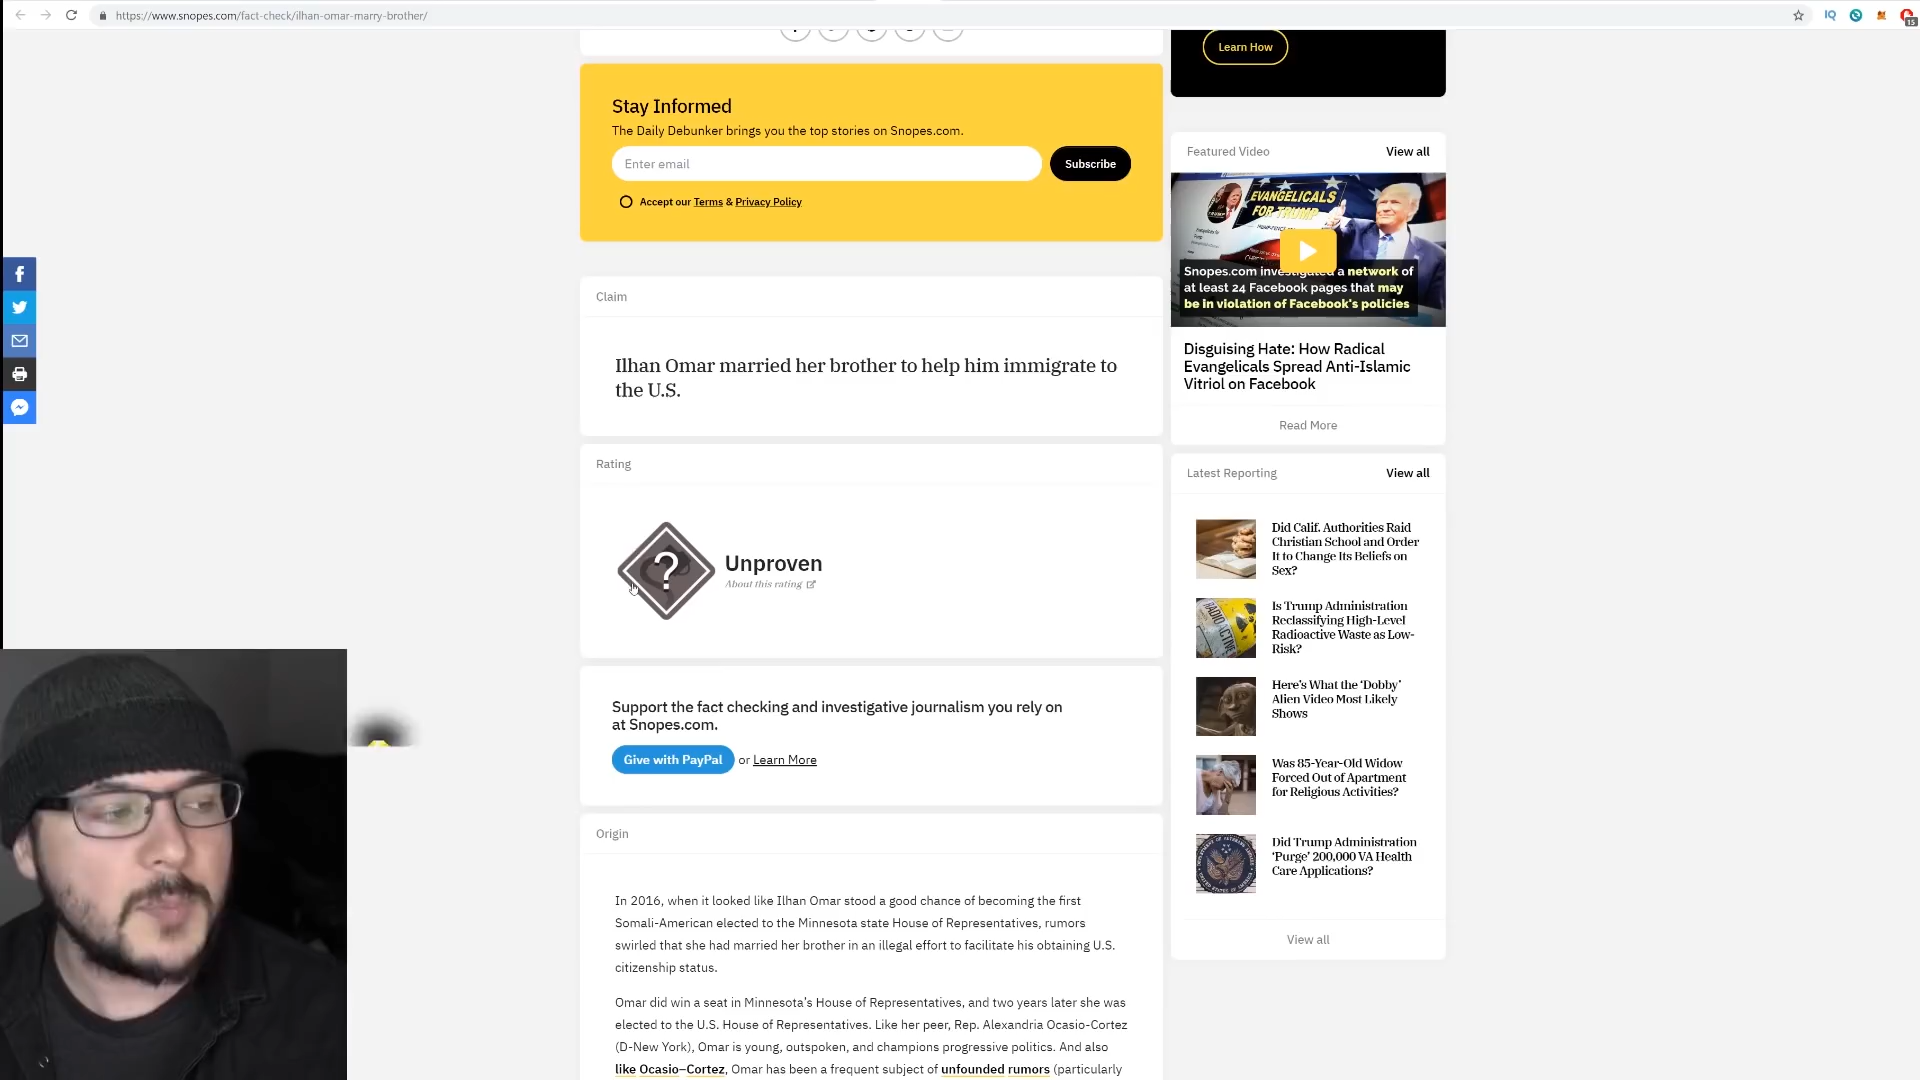 https://www.snopes.com/fact-check/ilhan-omar-marry-brother/
IQ
15
Learn How
Stay Informed
The Daily Debunker brings you the top stories on Snopes.com.
Enter email
Subscribe
Accept our Terms & Privacy Policy
Featured Video
View all
EVANGELICALS
FOR TRUMP
Snopes.com investigated a network of
at least 24 Facebook pages that may
be in violation of Facebook's policies
Disguising Hate: How Radical
Evangelicals Spread Anti-Islamic
Vitriol on Facebook
Read More
Claim
Ilhan Omar married her brother to help him immigrate to
the U.S.
Rating
?
Unproven
About this rating
Latest Reporting
View all
Did Calif. Authorities Raid
Christian School and Order
It to Change Its Beliefs on
Sex?
RADIOACTIVE
Is Trump Administration
Reclassifying High-Level
Radioactive Waste as Low-
Risk?
Here's What the 'Dobby'
Alien Video Most Likely
Shows
Was 85-Year-Old Widow
Forced Out of Apartment
for Religious Activities?
Did Trump Administration
'Purge' 200,000 VA Health
Care Applications?
View all
Support the fact checking and investigative journalism you rely on
at Snopes.com.
Give with PayPal or Learn More
Origin
In 2016, when it looked like Ilhan Omar stood a good chance of becoming the first
Somali-American elected to the Minnesota state House of Representatives, rumors
swirled that she had married her brother in an illegal effort to facilitate his obtaining U.S.
citizenship status.
Omar did win a seat in Minnesota's House of Representatives, and two years later she was
elected to the U.S. House of Representatives. Like her peer, Rep. Alexandria Ocasio-Cortez
(D-New York), Omar is young, outspoken, and champions progressive politics. And also
like Ocasio–Cortez, Omar has been a frequent subject of unfounded rumors (particularly